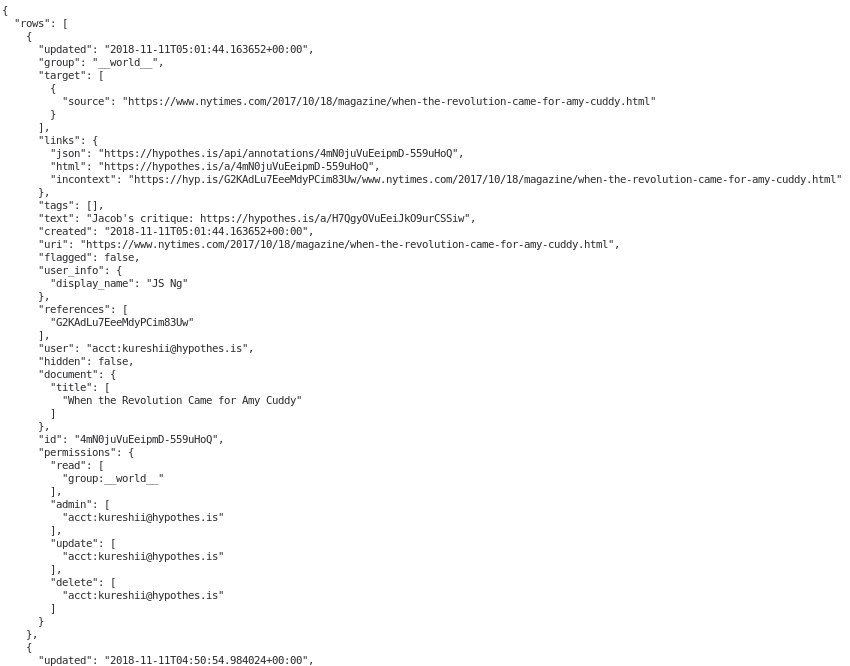 {
  "rows": [
    {
      "updated": "2018-11-11T05:01:44.163652+00:00",
      "group": "__world__",
      "target": [
        {
          "source": "https://www.nytimes.com/2017/10/18/magazine/when-the-revolution-came-for-amy-cuddy.html"
        }
      ],
      "links": {
        "json": "https://hypothes.is/api/annotations/4mN0juVuEeipmD-559uHoQ",
        "html": "https://hypothes.is/a/4mN0juVuEeipmD-559uHoQ",
        "incontext": "https://hyp.is/G2KAdLu7EeeMdyPCim83Uw/www.nytimes.com/2017/10/18/magazine/when-the-revolution-came-for-amy-cuddy.html"
      },
      "tags": [],
      "text": "Jacob's critique: https://hypothes.is/a/H7QgyOVuEeiJkO9urCSSiw",
      "created": "2018-11-11T05:01:44.163652+00:00",
      "uri": "https://www.nytimes.com/2017/10/18/magazine/when-the-revolution-came-for-amy-cuddy.html",
      "flagged": false,
      "user_info": {
        "display_name": "JS Ng"
      },
      "references": [
        "G2KAdLu7EeeMdyPCim83Uw"
      ],
      "user": "acct:kureshii@hypothes.is",
      "hidden": false,
      "document": {
        "title": [
          "When the Revolution Came for Amy Cuddy"
        ]
      },
      "id": "4mN0juVuEeipmD-559uHoQ",
      "permissions": {
        "read": [
          "group:__world__"
        ],
        "admin": [
          "acct:kureshii@hypothes.is"
        ],
        "update": [
          "acct:kureshii@hypothes.is"
        ],
        "delete": [
          "acct:kureshii@hypothes.is"
        ]
      }
    },
    {
      "updated": "2018-11-11T04:50:54.984024+00:00",